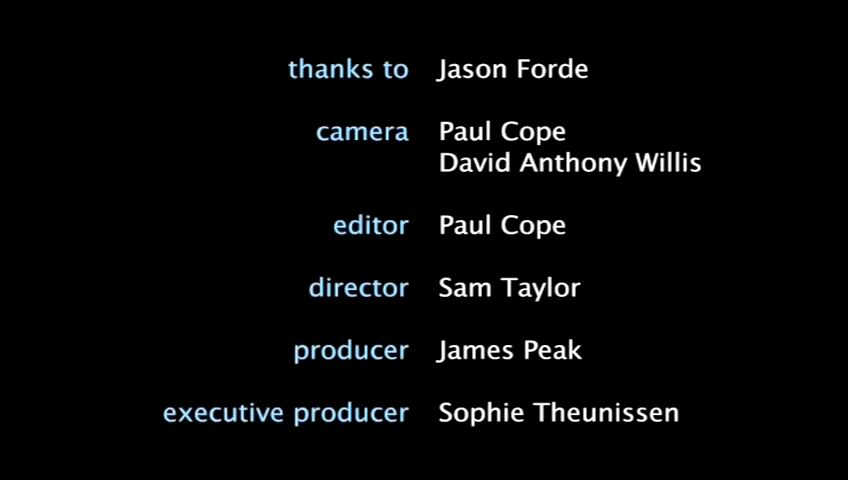 thanks to Jason Forde
camera Paul Cope
David Anthony Willis
editor Paul Cope
director Sam Taylor
producer James Peak
executive producer Sophie Theunissen